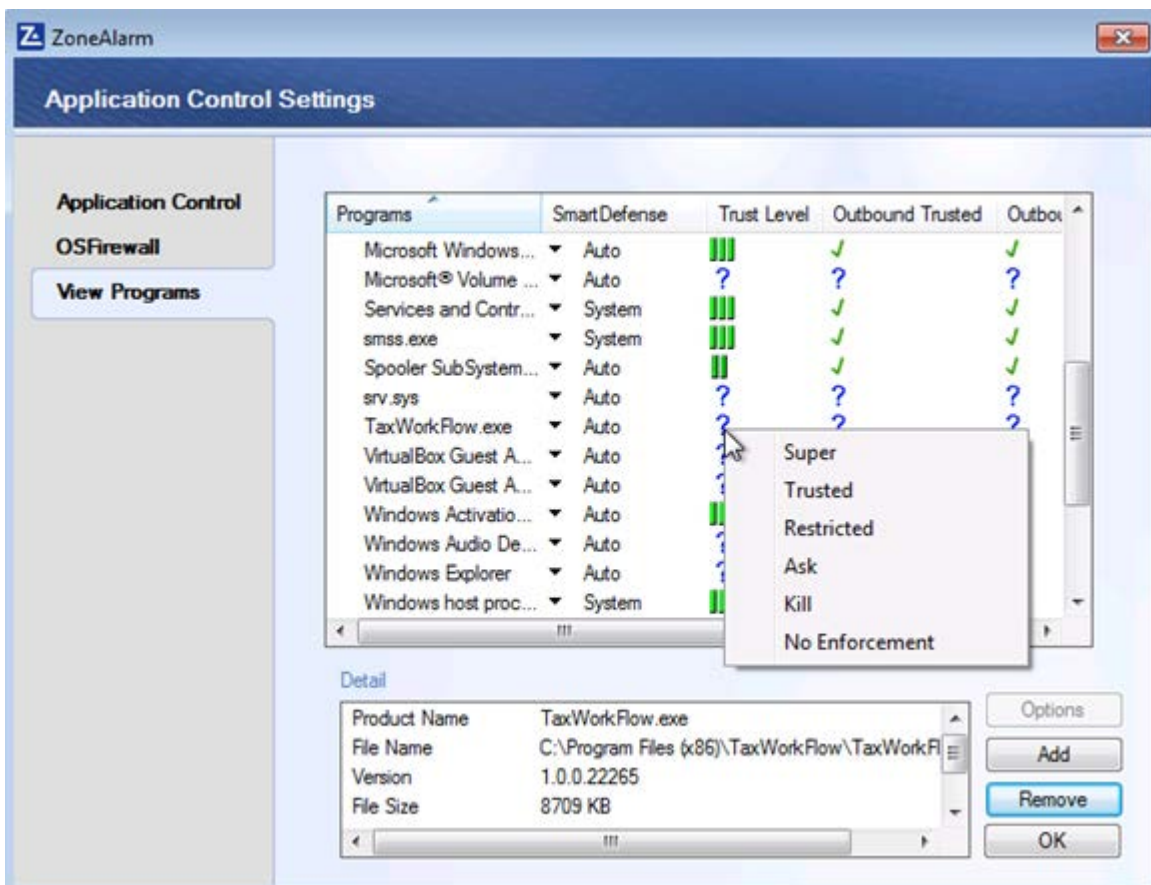 ZoneAlarm
Application Control Settings
Application Control
OSFirewall
View Programs
Programs SmartDefense Trust Level Outbound Trusted Outbou
Microsoft Windows... Auto
Microsoft® Volume ... Auto ? ? ?
Services and Contr... System
smss.exe System
Spooler SubSystem... Auto
srv.sys Auto ? ? ?
TaxWorkFlow.exe Auto ? ? ?
VirtualBox Guest A... Auto ?
VirtualBox Guest A... Auto ?
Windows Activatio... Auto
Windows Audio De... Auto ?
Windows Explorer Auto ?
Windows host proc... System
Super
Trusted
Restricted
Ask
Kill
No Enforcement
Detail
Product Name TaxWorkFlow.exe
File Name C:\Program Files (x86)\TaxWorkFlow\TaxWorkFl
Version 1.0.0.22265
File Size 8709 KB
Options
Add
Remove
OK